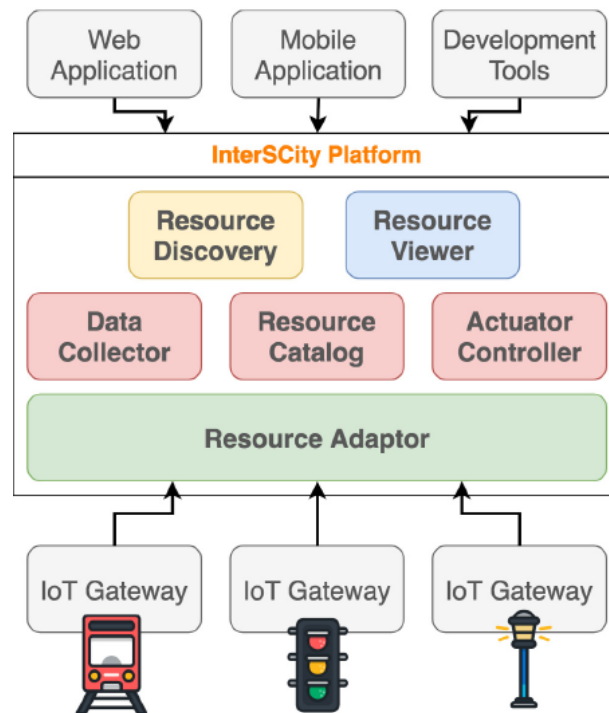 Web
Application
Mobile
Application
Development
Tools
InterSCity Platform
Resource
Discovery
Resource
Viewer
Data
Collector
Resource
Catalog
Actuator
Controller
Resource Adaptor
IoT Gateway
IoT Gateway
IoT Gateway